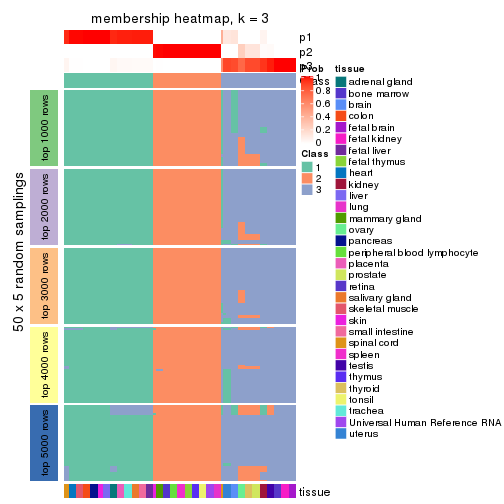 membership heatmap, k = 3
p1
p2
p3
Class
Prob
1
0.8
0.6
0.4
0.2
0
Class
1
2
3
50 x 5 random samplings
top 1000 rows
top 2000 rows
top 3000 rows
top 4000 rows
top 5000 rows
tissue
tissue
adrenal gland
bone marrow
brain
colon
fetal brain
fetal kidney
fetal liver
fetal thymus
heart
kidney
liver
lung
mammary gland
ovary
pancreas
peripheral blood lymphocyte
placenta
prostate
retina
salivary gland
skeletal muscle
skin
small intestine
spinal cord
spleen
testis
thymus
thyroid
tonsil
trachea
Universal Human Reference RNA
uterus